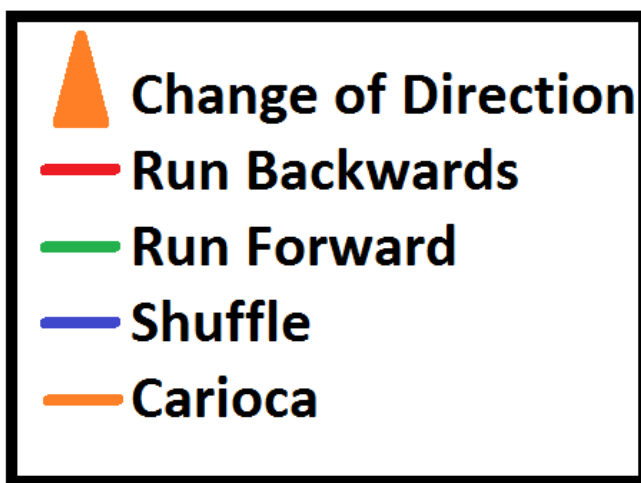 Change of Direction
Run Backwards
Run Forward
Shuffle
Carioca